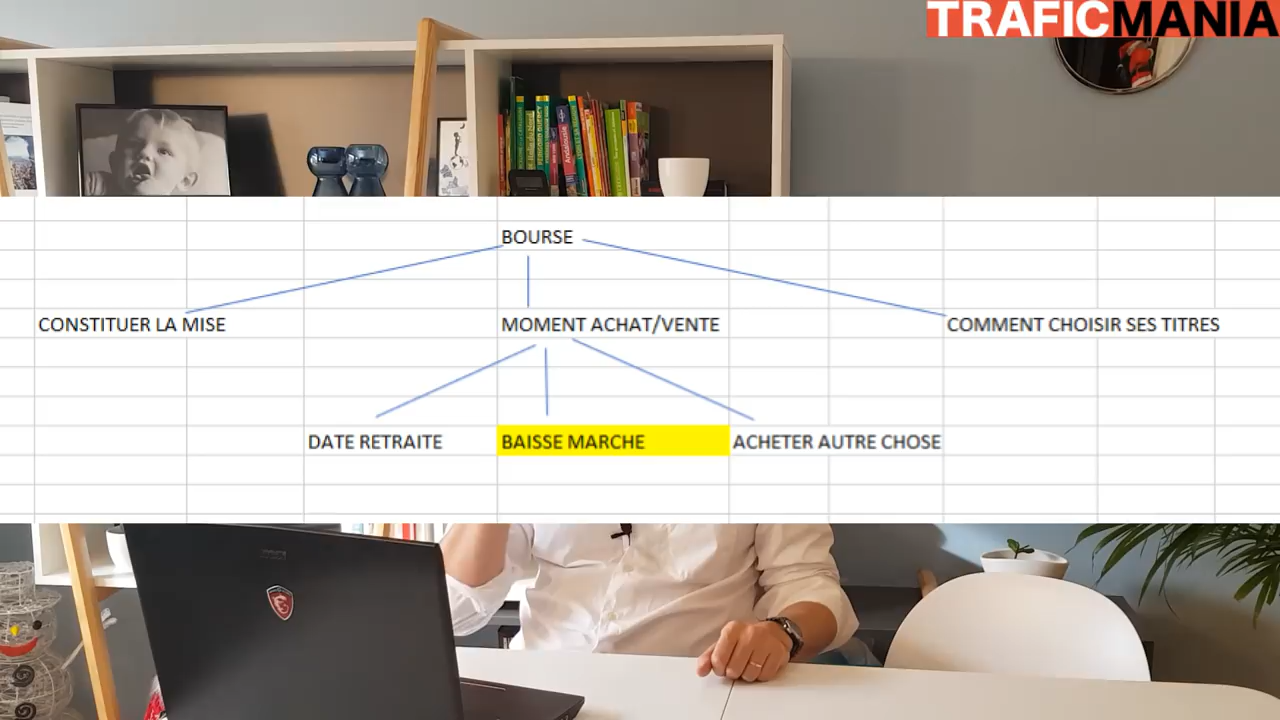 TRAFICMANIA
Andalousie
BOURSE
CONSTITUER LA MISE
MOMENT ACHAT/VENTE
COMMENT CHOISIR SES TITRES
DATE RETRAITE
BAISSE MARCHE
ACHETER AUTRE CHOSE